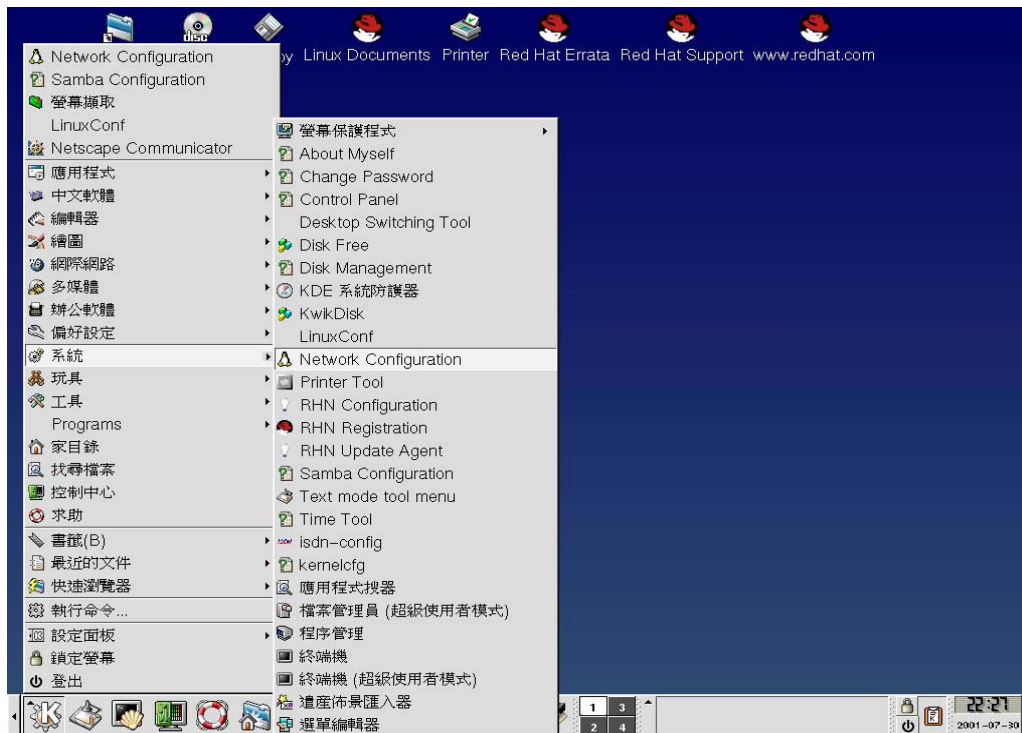 disc
py
Linux Documents
Printer
Red Hat Errata
Red Hat Support
www.redhat.com
Network Configuration
Samba Configuration
螢幕擷取
LinuxConf
Netscape Communicator
應用程式
中文軟體
編輯器
繪圖
網際網路
多媒體
辦公軟體
偏好設定
系統
玩具
工具
Programs
家目錄
找尋檔案
控制中心
求助
書籤(B)
最近的文件
快速瀏覽器
執行命令...
設定面板
鎖定螢幕
登出
螢幕保護程式
About Myself
Change Password
Control Panel
Desktop Switching Tool
Disk Free
Disk Management
KDE 系統防護器
KwikDisk
LinuxConf
Network Configuration
Printer Tool
RHN Configuration
RHN Registration
RHN Update Agent
Samba Configuration
Text mode tool menu
Time Tool
isdn-config
kernelcfg
應用程式搜器
檔案管理員 (超級使用者模式)
程序管理
終端機
終端機 (超級使用者模式)
遺産佈景匯入器
選單編輯器
1 3
2 4
22:27
2001-07-30